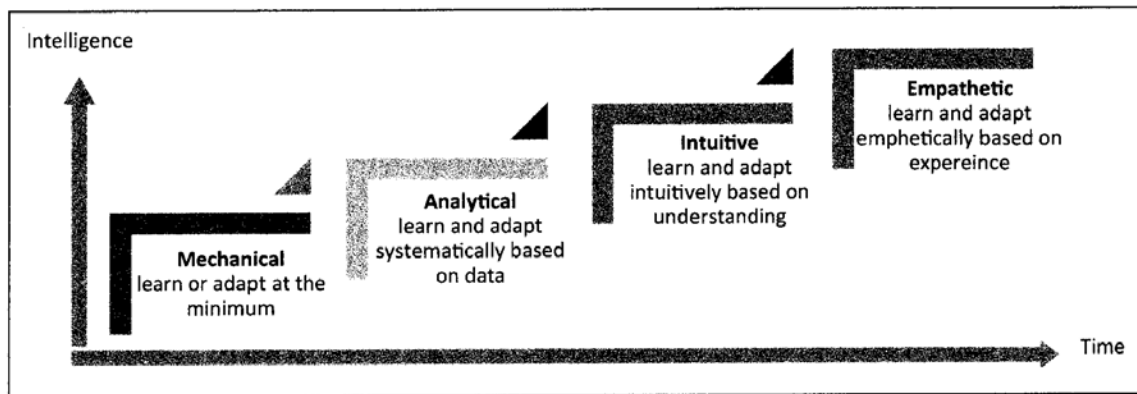 Intelligence
Mechanical
learn or adapt at the
minimum
Analytical
learn and adapt
systematically based
on data
Intuitive
learn and adapt
intuitively based on
understanding
Empathetic
learn and adapt
emphetically based on
expereince
Time